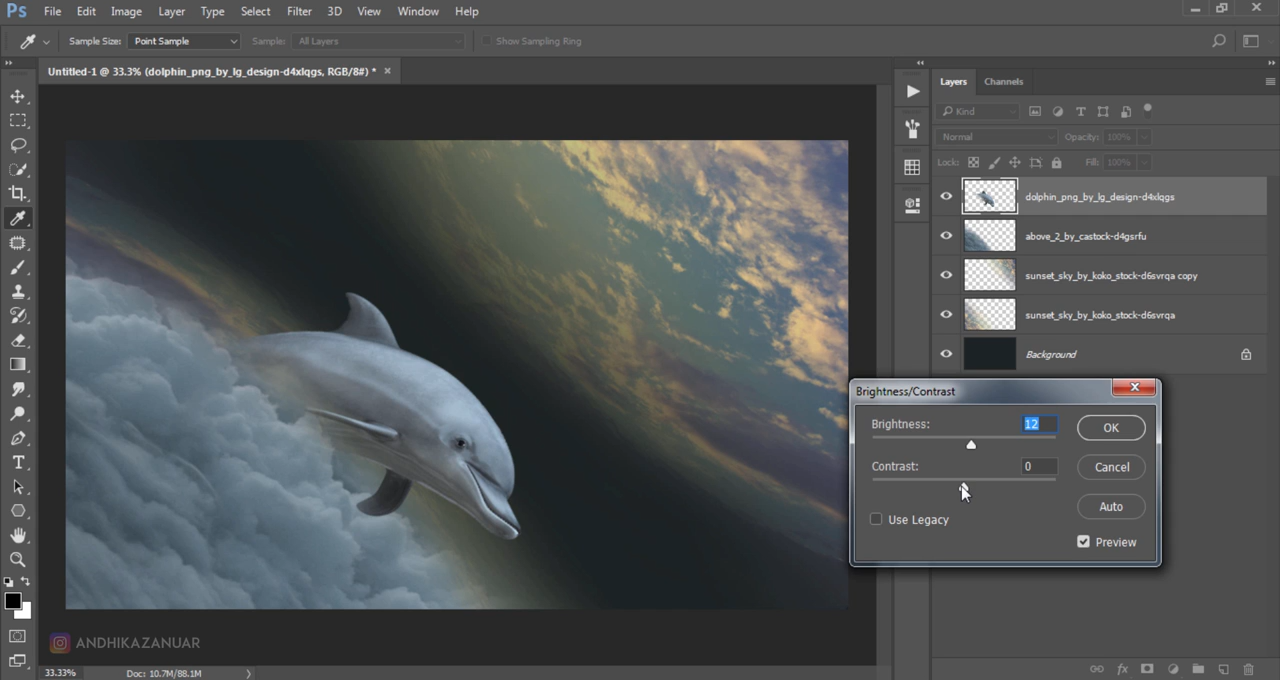 Ps File Edit Image Layer Type Select Filter 3D View Window Help
Sample Size: Point Sample Sample: All Layers Show Sampling Ring
Untitled-1 @ 33.3% (dolphin_png_by_lg_design-d4xlqgs, RGB/8#) *
Layers Channels
Kind
Normal Opacity: 100%
Lock: Fill: 100%
dolphin_png_by_lg_design-d4xlqgs
above_2_by_castock-d4gsrfu
sunset_sky_by_koko_stock-d6svrqa copy
sunset_sky_by_koko_stock-d6svrqa
Background
Brightness/Contrast
Brightness: 12
OK
Contrast: 0
Cancel
Auto
Use Legacy
Preview
ANDHIKAZANUAR
33.33% Doc: 10.7M/88.1M